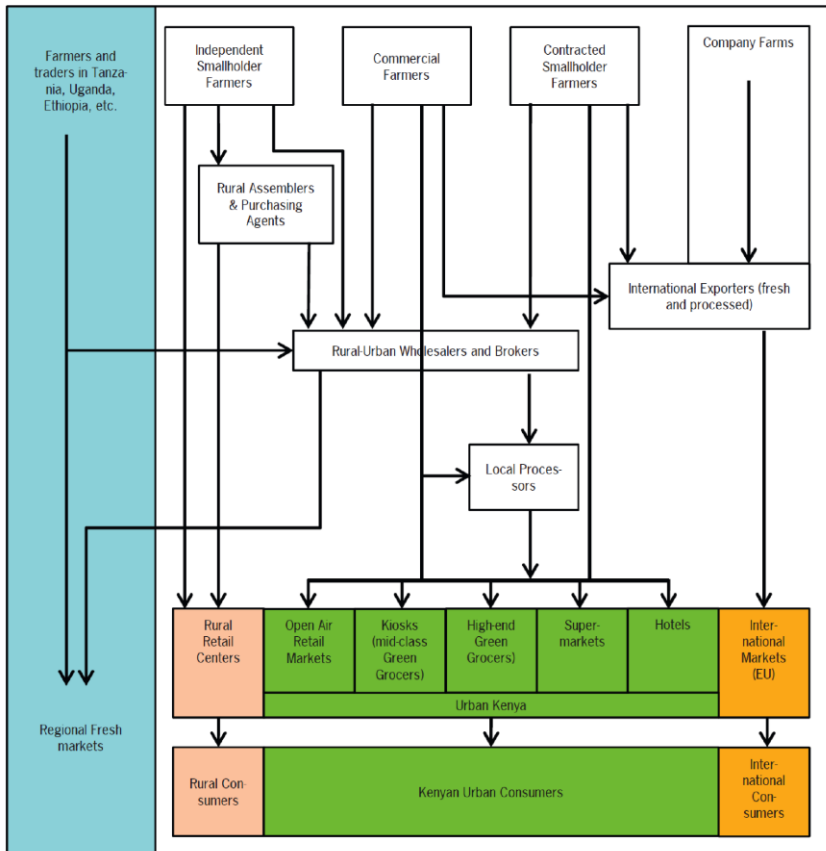 Farmers and
traders in Tanza-
nia, Uganda,
Ethiopia, etc.
Independent
Smallholder
Farmers
Commercial
Farmers
Contracted
Smallholder
Farmers
Company Farms
Rural Assemblers
& Purchasing
Agents
International Exporters (fresh
and processed)
Rural-Urban Wholesalers and Brokers
Local Proces-
sors
Rural
Retail
Centers
Open Air
Retail
Markets
Kiosks
(mid-class
Green
Grocers)
High-end
Green
Grocers)
Super-
markets
Hotels
Inter-
national
Markets
(EU)
Urban Kenya
Regional Fresh
markets
Rural Con-
sumers
Kenyan Urban Consumers
Inter-
national
Con-
sumers